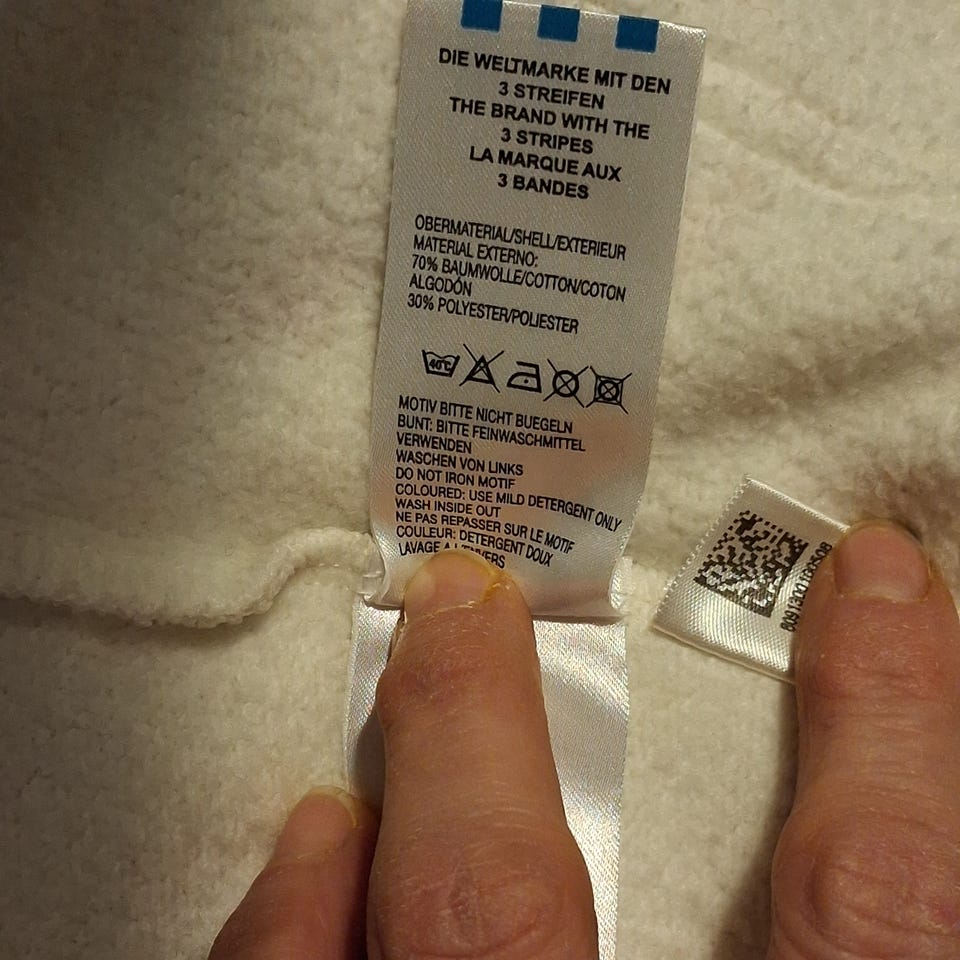 DIE WELTMARKE MIT DEN
3 STREIFEN
THE BRAND WITH THE
3 STRIPES
LA MARQUE AUX
3 BANDES
OBERMATERIAL/SHELL/EXTERIEUR
MATERIAL EXTERNO:
70% BAUMWOLLE/COTTON/COTON
ALGODÓN
30% POLYESTER/POLIESTER
40°C
MOTIV BITTE NICHT BUEGELN
BUNT: BITTE FEINWASCHMITTEL
VERWENDEN
WASCHEN VON LINKS
DO NOT IRON MOTIF
COLOURED: USE MILD DETERGENT ONLY
WASH INSIDE OUT
NE PAS REPASSER SUR LE MOTIF
COULEUR: DETERGENT DOUX
LAVAGE A L'ENVERS